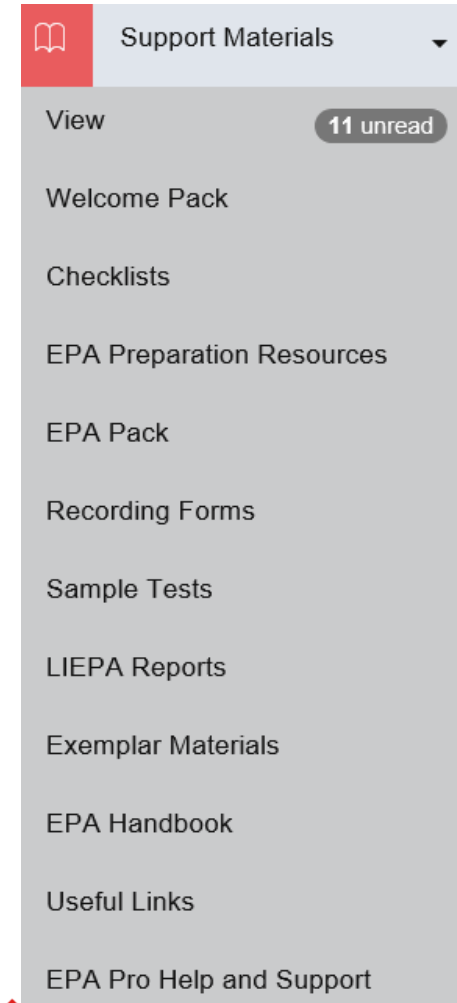 Support Materials
View 11 unread
Welcome Pack
Checklists
EPA Preparation Resources
EPA Pack
Recording Forms
Sample Tests
LIEPA Reports
Exemplar Materials
EPA Handbook
Useful Links
EPA Pro Help and Support